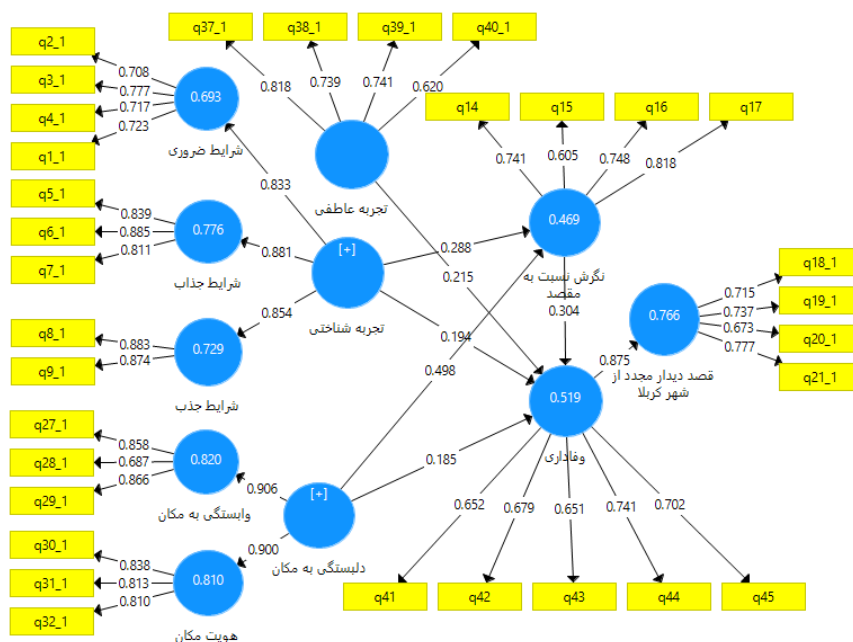 q37_1
q38_1
q39_1
q40_1
q2_1
q3_1
q4_1
q1_1
0.708
0.777
0.717
0.723
0.693
شرایط ضروری
0.818
0.739
0.741
0.620
تجربه عاطفی
q14
q15
q16
q17
0.741
0.605
0.748
0.818
0.469
نگرش نسبت به
مقصد
0.833
q5_1
q6_1
q7_1
0.839
0.885
0.811
0.776
شرایط جذاب
0.881
[+]
تجربه شناختی
0.288
0.215
0.304
0.194
0.498
0.854
q8_1
q9_1
0.883
0.874
0.729
شرایط جذب
q18_1
q19_1
q20_1
q21_1
0.715
0.737
0.673
0.777
0.766
قصد دیدار مجدد از
شهر کربلا
0.875
0.519
وفاداری
q27_1
q28_1
q29_1
0.858
0.687
0.866
0.820
وابستگی به مکان
0.906
[+]
دلبستگی به مکان
0.185
0.900
q30_1
q31_1
q32_1
0.838
0.813
0.810
0.810
هویت مکان
0.652
0.679
0.651
0.741
0.702
q41
q42
q43
q44
q45